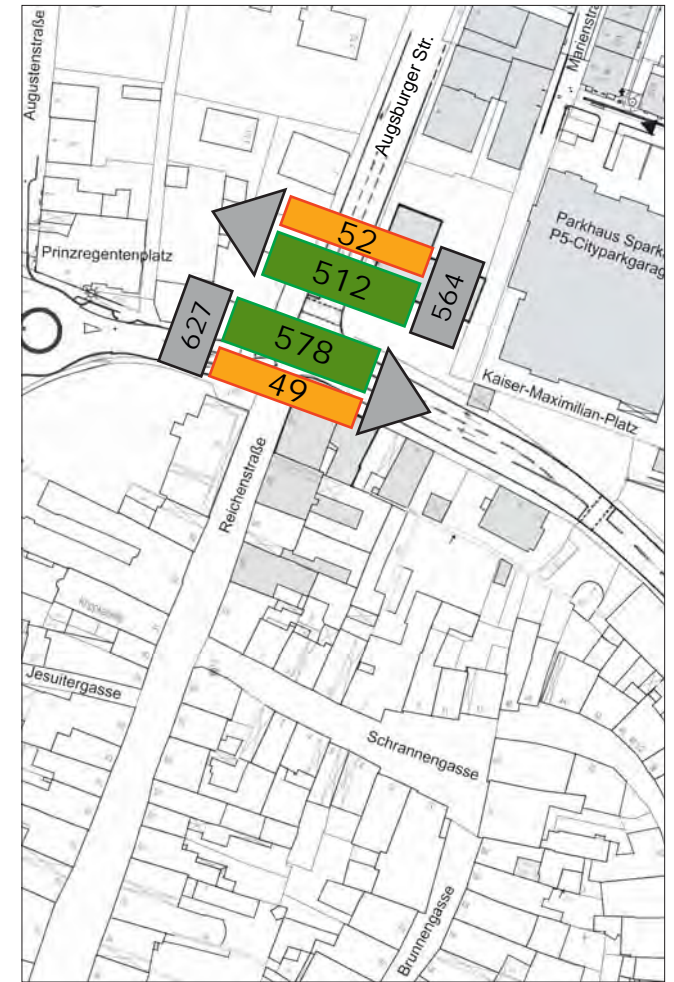 Augustenstraße
Augsburger Str.
Marienstra
Parkhaus Spark
P5-Cityparkgarag
52
Prinzregentenplatz
512
564
627
578
49
Kaiser-Maximilian-Platz
Reichenstraße
Jesuitergasse
Schrannengasse
Brunnengasse